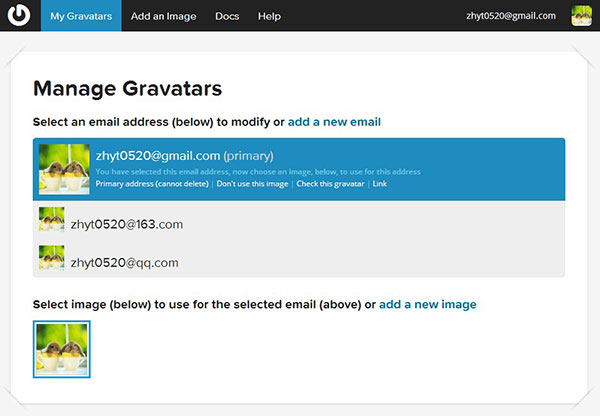 My Gravatars Add an Image Docs Help zhyt0520@gmail.com
Manage Gravatars
Select an email address (below) to modify or add a new email
zhyt0520@gmail.com (primary)
You have selected this email address, now choose an image, below, to use for this address
Primary address (cannot delete) | Don't use this image | Check this gravatar | Link
zhyt0520@163.com
zhyt0520@qq.com
Select image (below) to use for the selected email (above) or add a new image